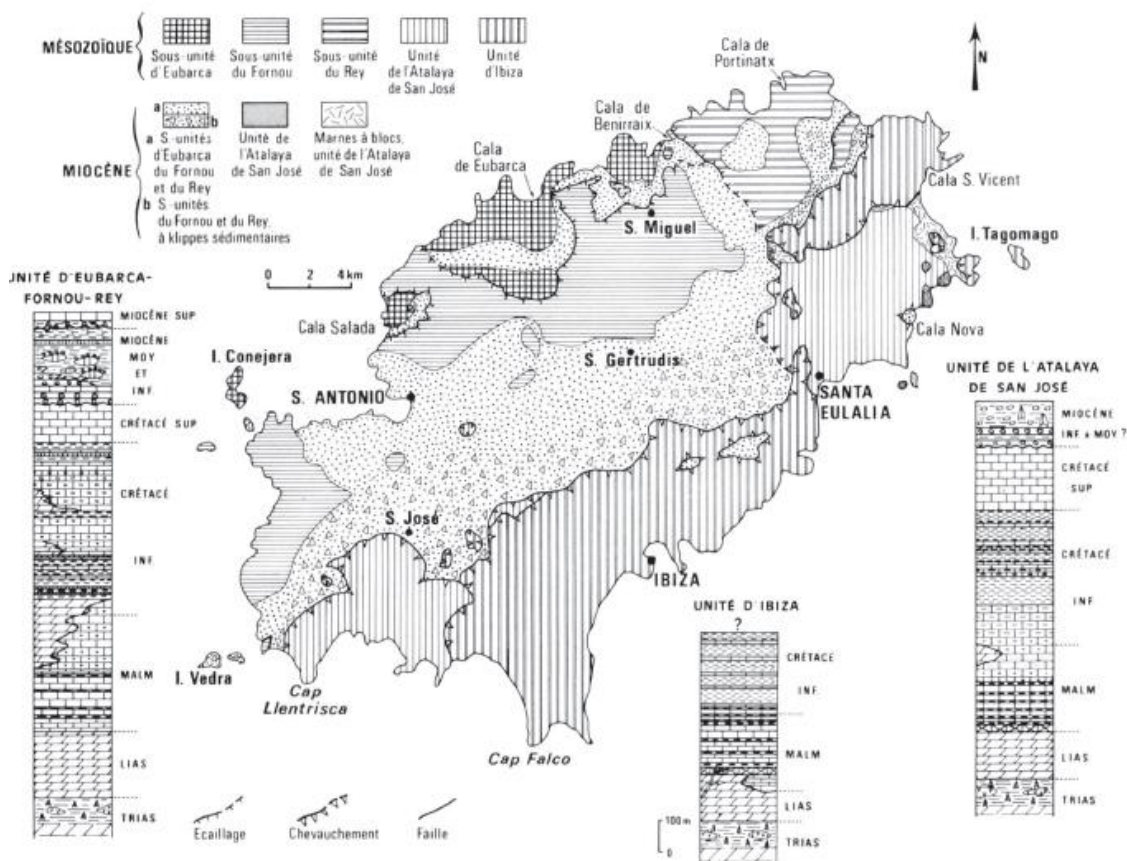 MÉSOZOÏQUE
Sous-unité
d'Eubarca
Sous-unité
du Fornou
Sous-unité
du Rey
Unité
de l'Atalaya
de San José
Unité
d'Ibiza
MIOCÈNE
a
b
a S-unités
d'Eubarca
du Fornou
et du Rey
b S-unités
du Fornou et du Rey
à klippes sédimentaires
Unité de
l'Atalaya
de San José
Marnes à blocs,
unité de l'Atalaya
de San José
N
Cala de
Portinatx
Cala de
Benirraix
Cala
de Eubarca
Cala S. Vicent
S. Miguel
I. Tagomago
0 2 4 km
Cala Salada
Cala Nova
I. Conejera
S. Gertrudis
S. ANTONIO
SANTA
EULALIA
S. José
IBIZA
I. Vedra
Cap
Llentrisca
Cap Falco
UNITÉ D'EUBARCA-
FORNOU-REY
MIOCÈNE SUP
MIOCÈNE
MOY
ET
INF.
CRÉTACÉ SUP
CRÉTACÉ
INF
MALM
LIAS
TRIAS
UNITÉ DE L'ATALAYA
DE SAN JOSÉ
MIOCÈNE
INF à MOY ?
CRÉTACÉ
SUP
CRÉTACÉ
INF
MALM
LIAS
TRIAS
UNITÉ D'IBIZA
?
CRÉTACÉ
INF.
MALM
LIAS
TRIAS
100 m
0
Ecaillage
Chevauchement
Faille